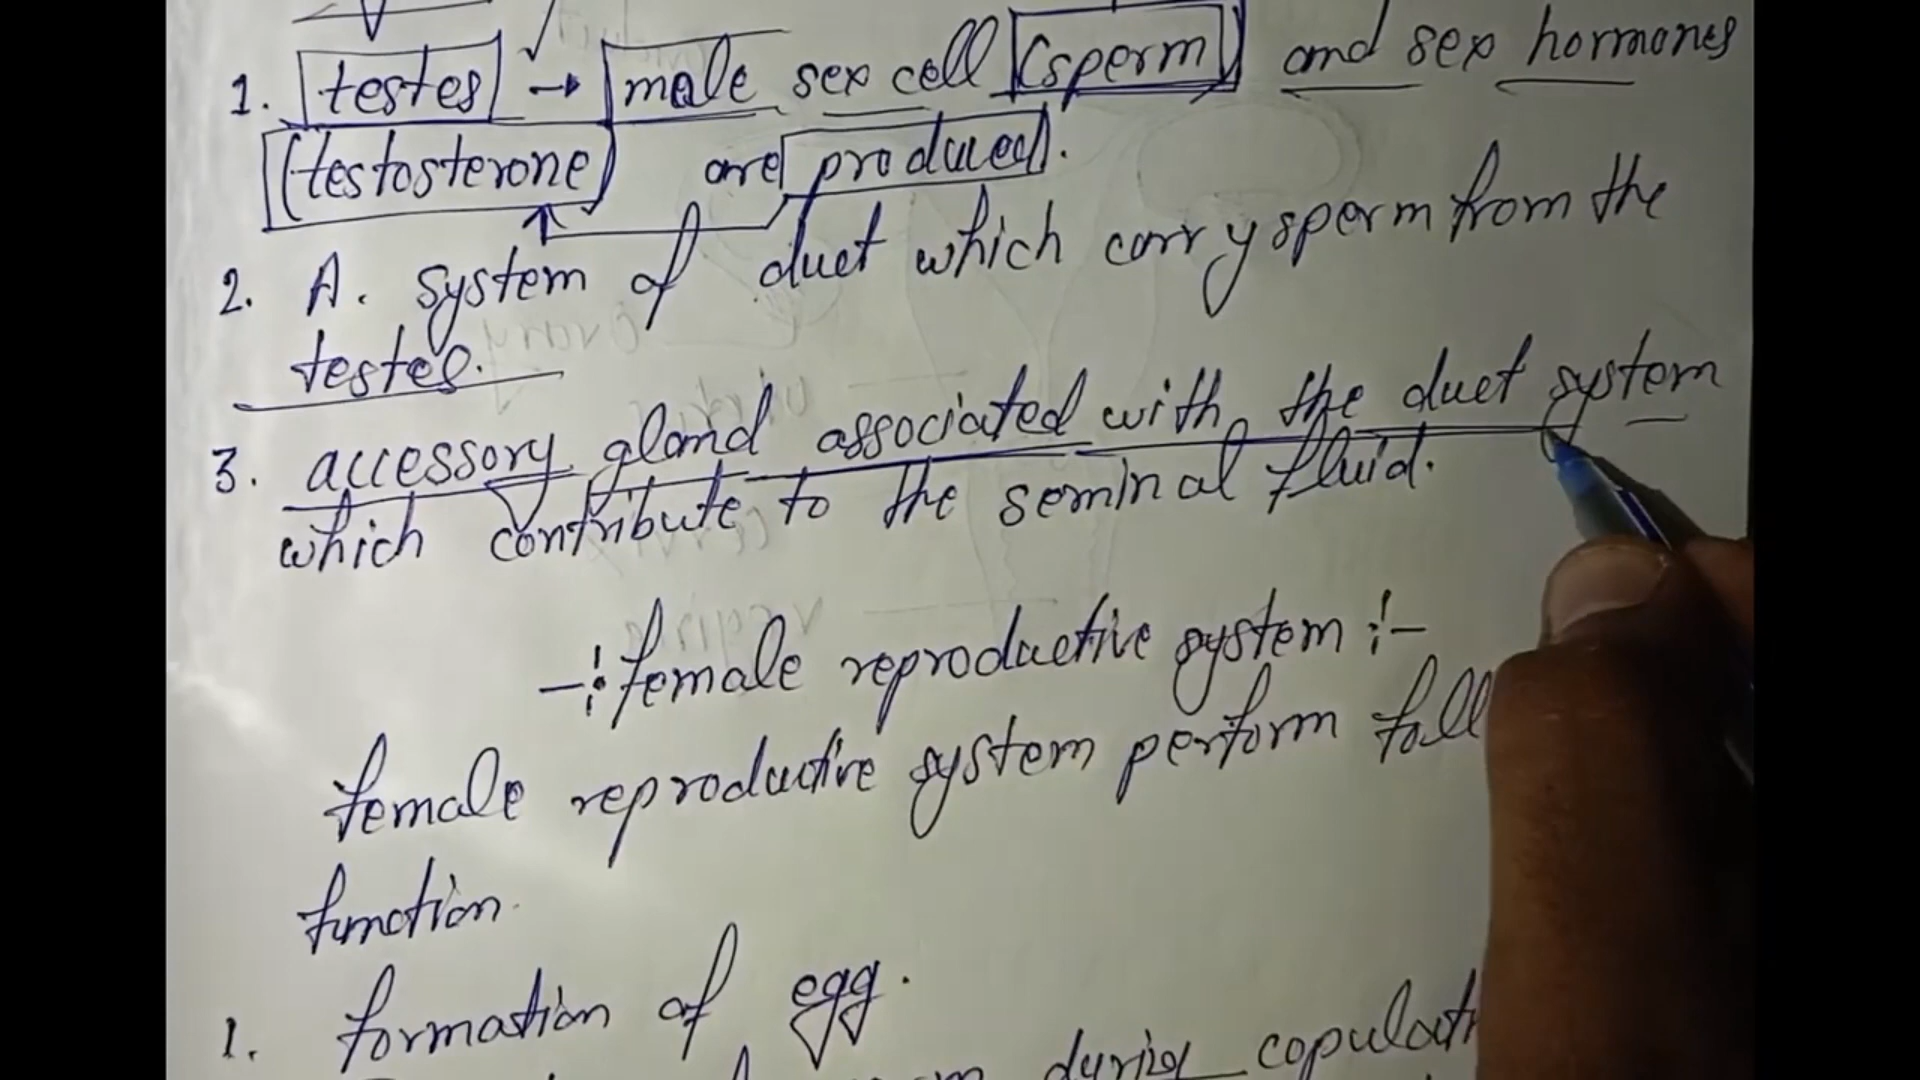 1. testes → male sex cell (sperm) and sex hormones
(testosterone) are produced.
2. A. system of duct which carry sperm from the
testes.
3. accessory gland associated with the duct system
which contribute to the seminal fluid.
-:female reproductive system :-
female reproductive system perform foll
function.
1. formation of egg.
during copulati